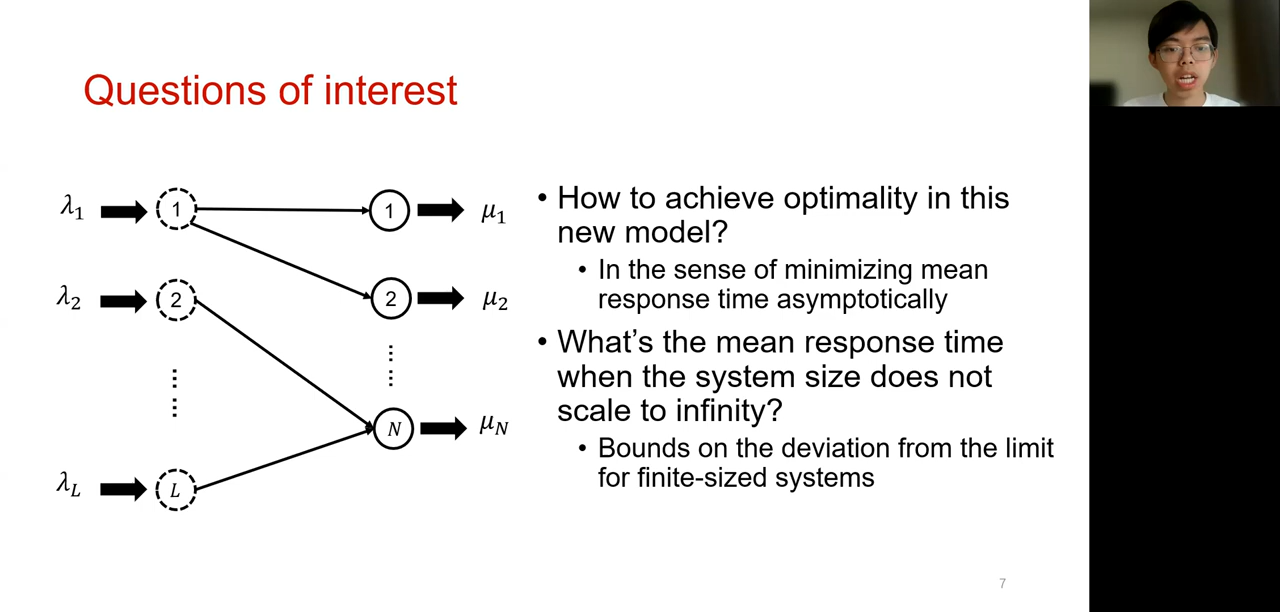 Questions of interest
λ₁ 1 1 μ₁
λ₂ 2 2 μ₂
N μ_N
λ_L L
• How to achieve optimality in this
new model?
• In the sense of minimizing mean
response time asymptotically
• What's the mean response time
when the system size does not
scale to infinity?
• Bounds on the deviation from the limit
for finite-sized systems
7